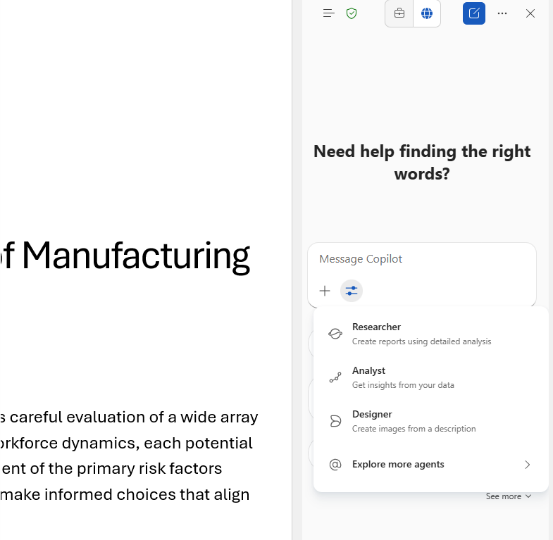 of Manufacturing
s careful evaluation of a wide array
orkforce dynamics, each potential
ent of the primary risk factors
make informed choices that align
Need help finding the right
words?
Message Copilot
Researcher
Create reports using detailed analysis
Analyst
Get insights from your data
Designer
Create images from a description
Explore more agents
See more